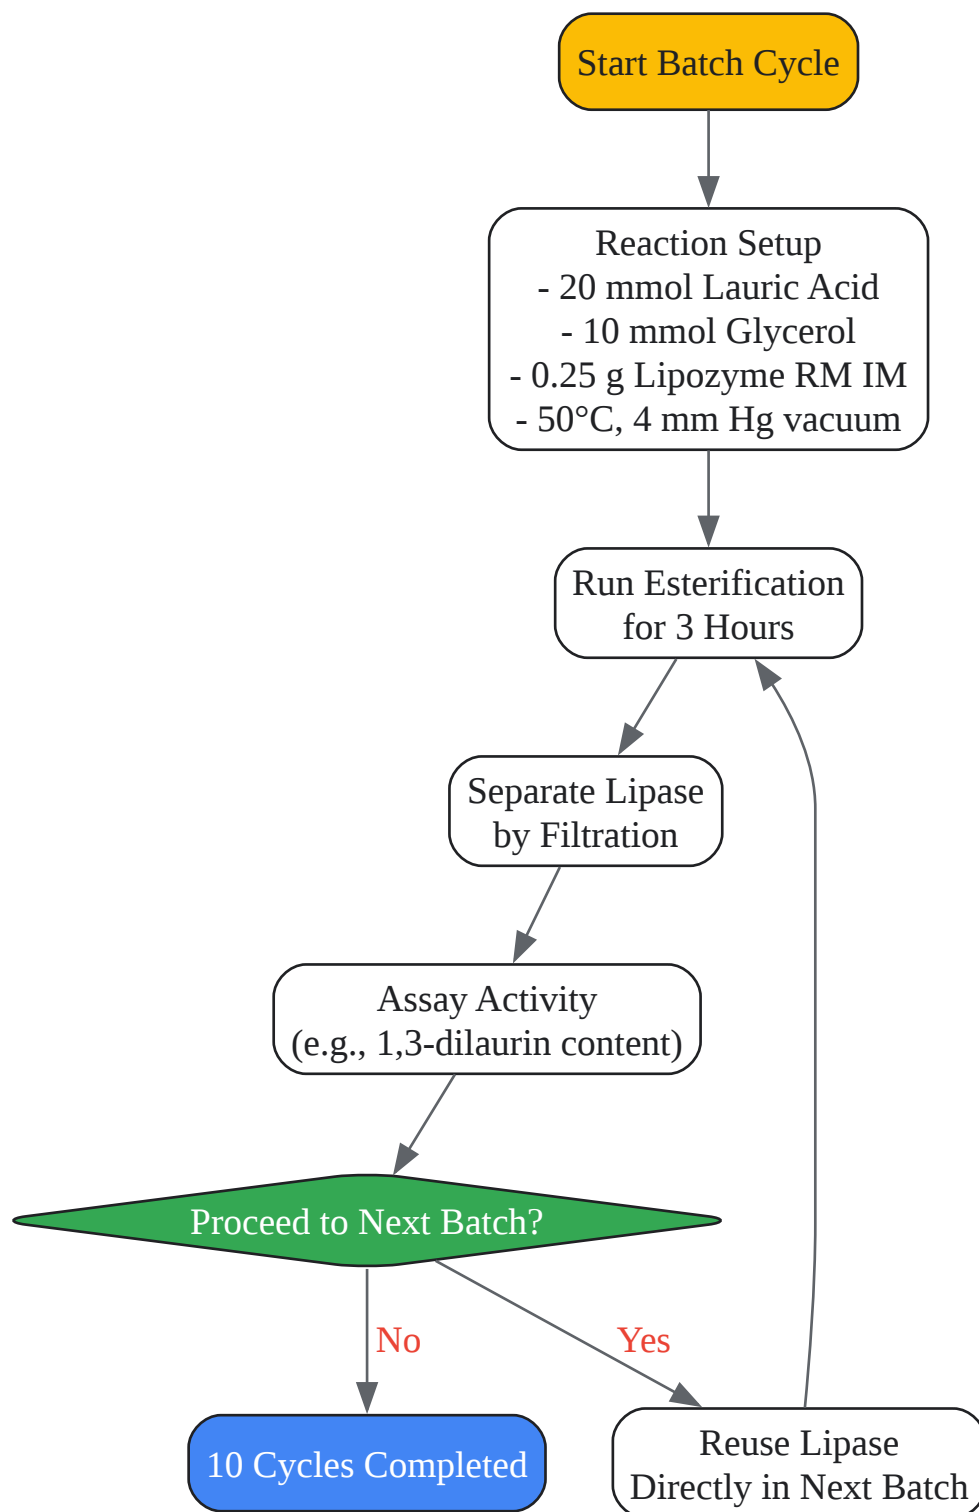 Start Batch Cycle
Reaction Setup
- 20 mmol Lauric Acid
- 10 mmol Glycerol
- 0.25 g Lipozyme RM IM
- 50°C, 4 mm Hg vacuum
Run Esterification
for 3 Hours
Separate Lipase
by Filtration
Assay Activity
(e.g., 1,3-dilaurin content)
Proceed to Next Batch?
No
Yes
10 Cycles Completed
Reuse Lipase
Directly in Next Batch